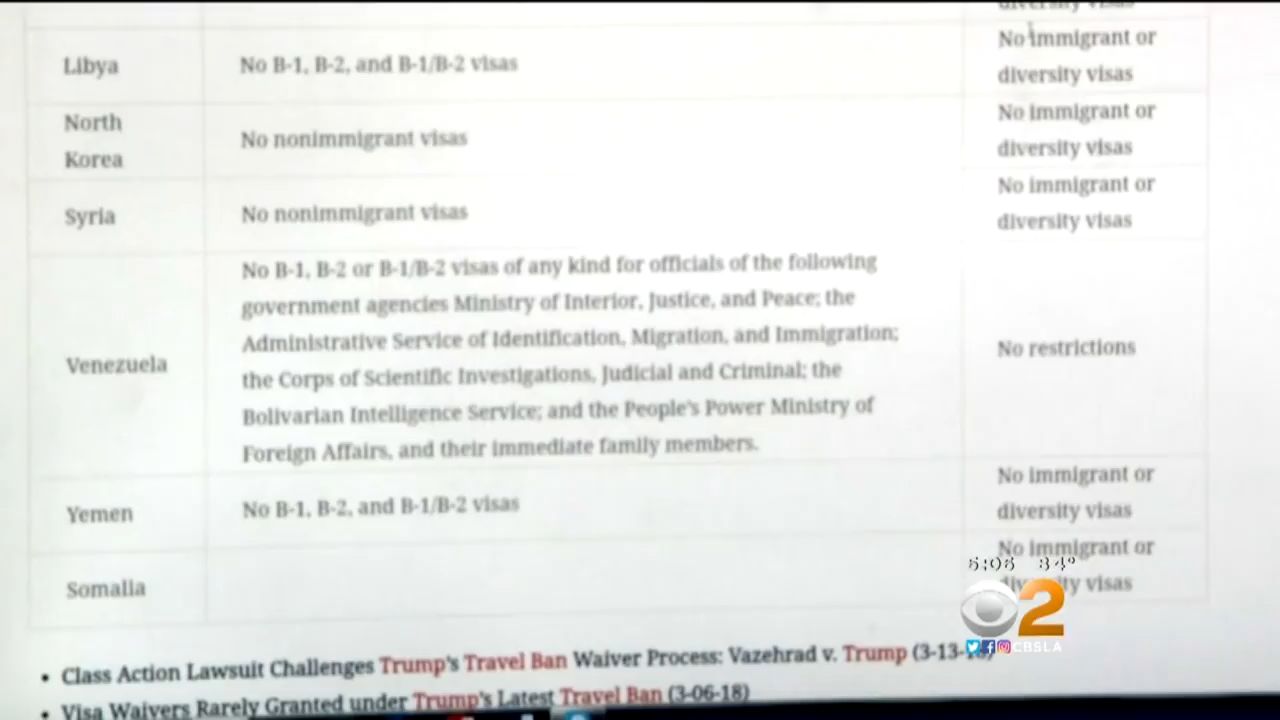 diversity visas
Libya
No B-1, B-2, and B-1/B-2 visas
No immigrant or
diversity visas
North
Korea
No nonimmigrant visas
No immigrant or
diversity visas
Syria
No nonimmigrant visas
No immigrant or
diversity visas
Venezuela
No B-1, B-2 or B-1/B-2 visas of any kind for officials of the following
government agencies Ministry of Interior, Justice, and Peace; the
Administrative Service of Identification, Migration, and Immigration;
the Corps of Scientific Investigations, Judicial and Criminal; the
Bolivarian Intelligence Service; and the People's Power Ministry of
Foreign Affairs, and their immediate family members.
No restrictions
Yemen
No B-1, B-2, and B-1/B-2 visas
No immigrant or
diversity visas
Somalia
No immigrant or
diversity visas
5:06 84°
2
CBSLA
• Class Action Lawsuit Challenges Trump's Travel Ban Waiver Process: Vazehrad v. Trump (3-13-18)
• Visa Waivers Rarely Granted under Trump's Latest Travel Ban (3-06-18)